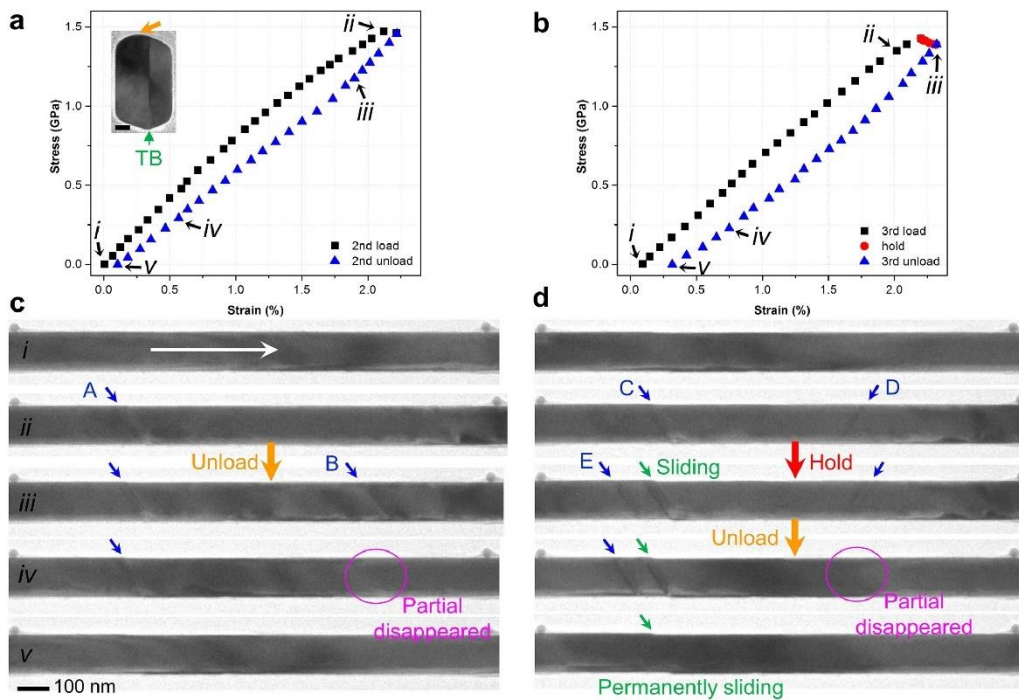 a
b
1.5
ii
iii
1.0
Stress (GPa)
0.5
TB
i
iv
v
2nd load
2nd unload
0.0
0.0
0.5
1.0
1.5
2.0
Strain (%)
1.5
ii
iii
1.0
Stress (GPa)
0.5
i
iv
v
3rd load
hold
3rd unload
0.0
0.0
0.5
1.0
1.5
2.0
Strain (%)
c
d
i
A
ii
Unload
B
iii
iv
Partial
disappeared
v
100 nm
C
D
Hold
E
Sliding
Unload
Partial
disappeared
Permanently sliding